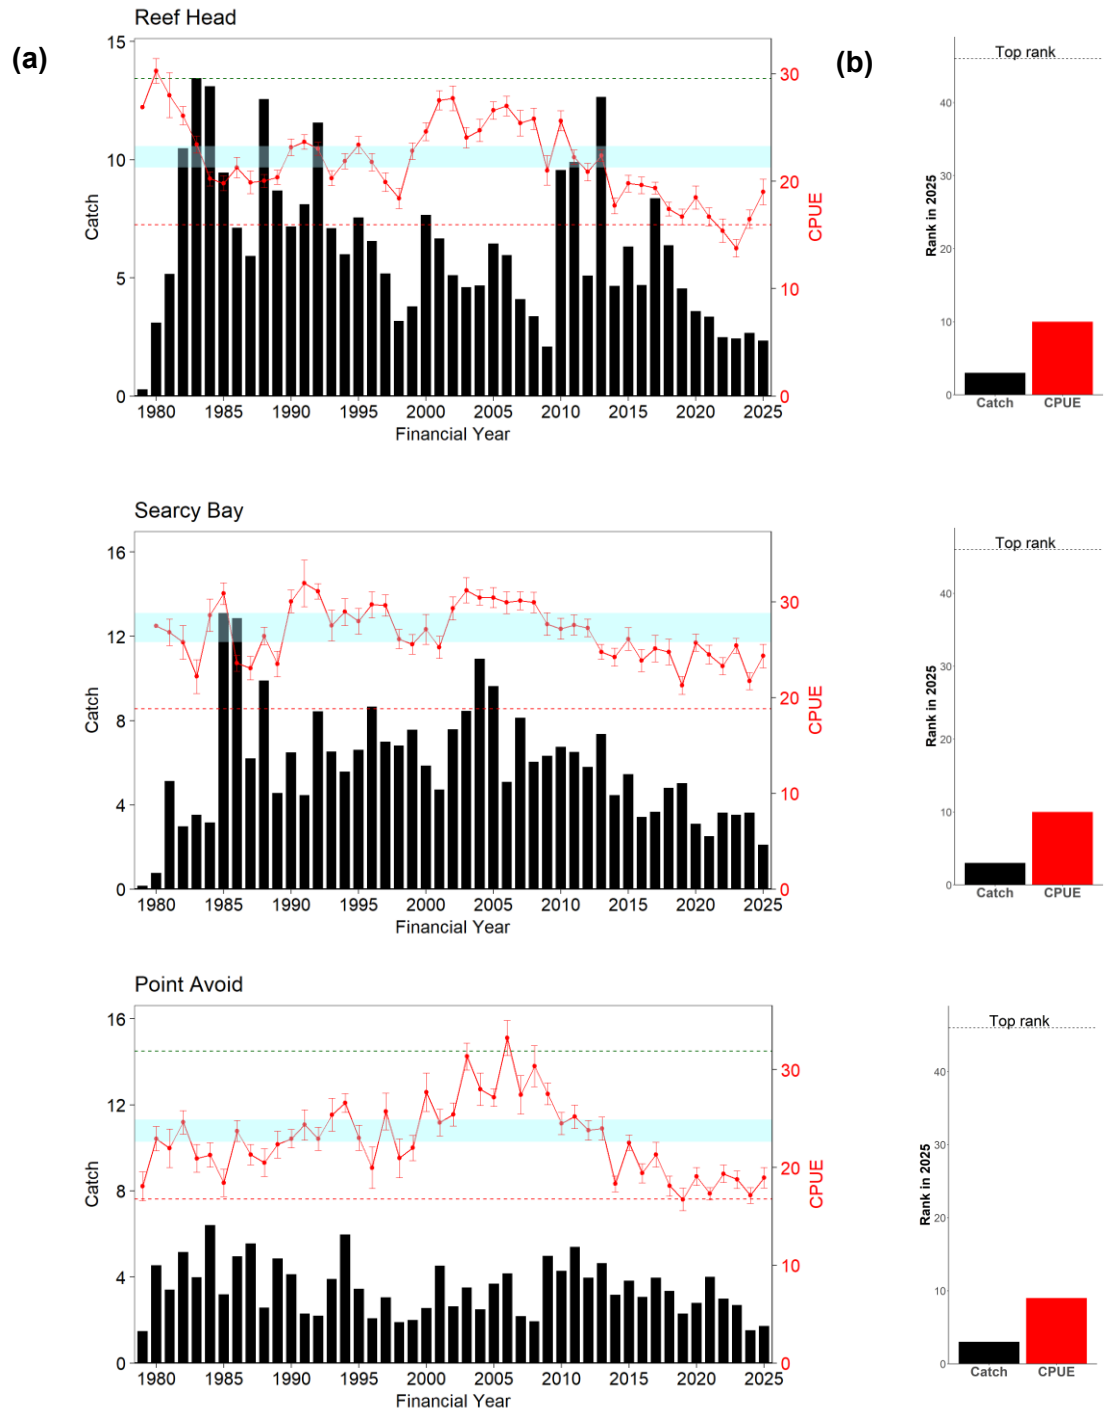 Reef Head
(a)
(b)
15
10
5
0
Catch
30
20
10
0
CPUE
1980 1985 1990 1995 2000 2005 2010 2015 2020 2025
Financial Year
Top rank
40
30
20
10
0
Rank in 2025
Catch CPUE
Searcy Bay
16
12
8
4
0
Catch
30
20
10
0
CPUE
1980 1985 1990 1995 2000 2005 2010 2015 2020 2025
Financial Year
Top rank
40
30
20
10
0
Rank in 2025
Catch CPUE
Point Avoid
16
12
8
4
0
Catch
30
20
10
0
CPUE
1980 1985 1990 1995 2000 2005 2010 2015 2020 2025
Financial Year
Top rank
40
30
20
10
0
Rank in 2025
Catch CPUE